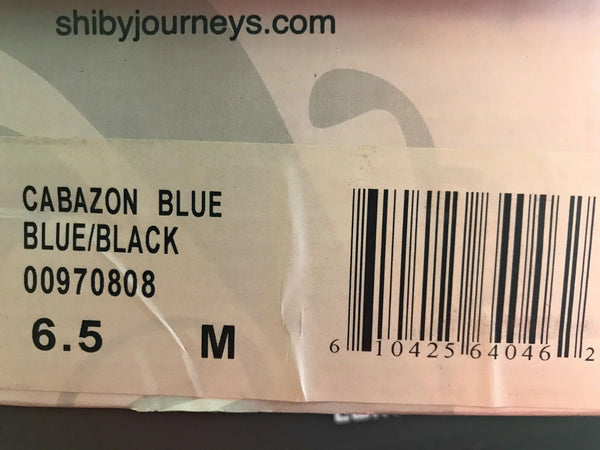 shibyjourneys.com
CABAZON BLUE
BLUE/BLACK
00970808
6.5 M
6 10425 64046 2